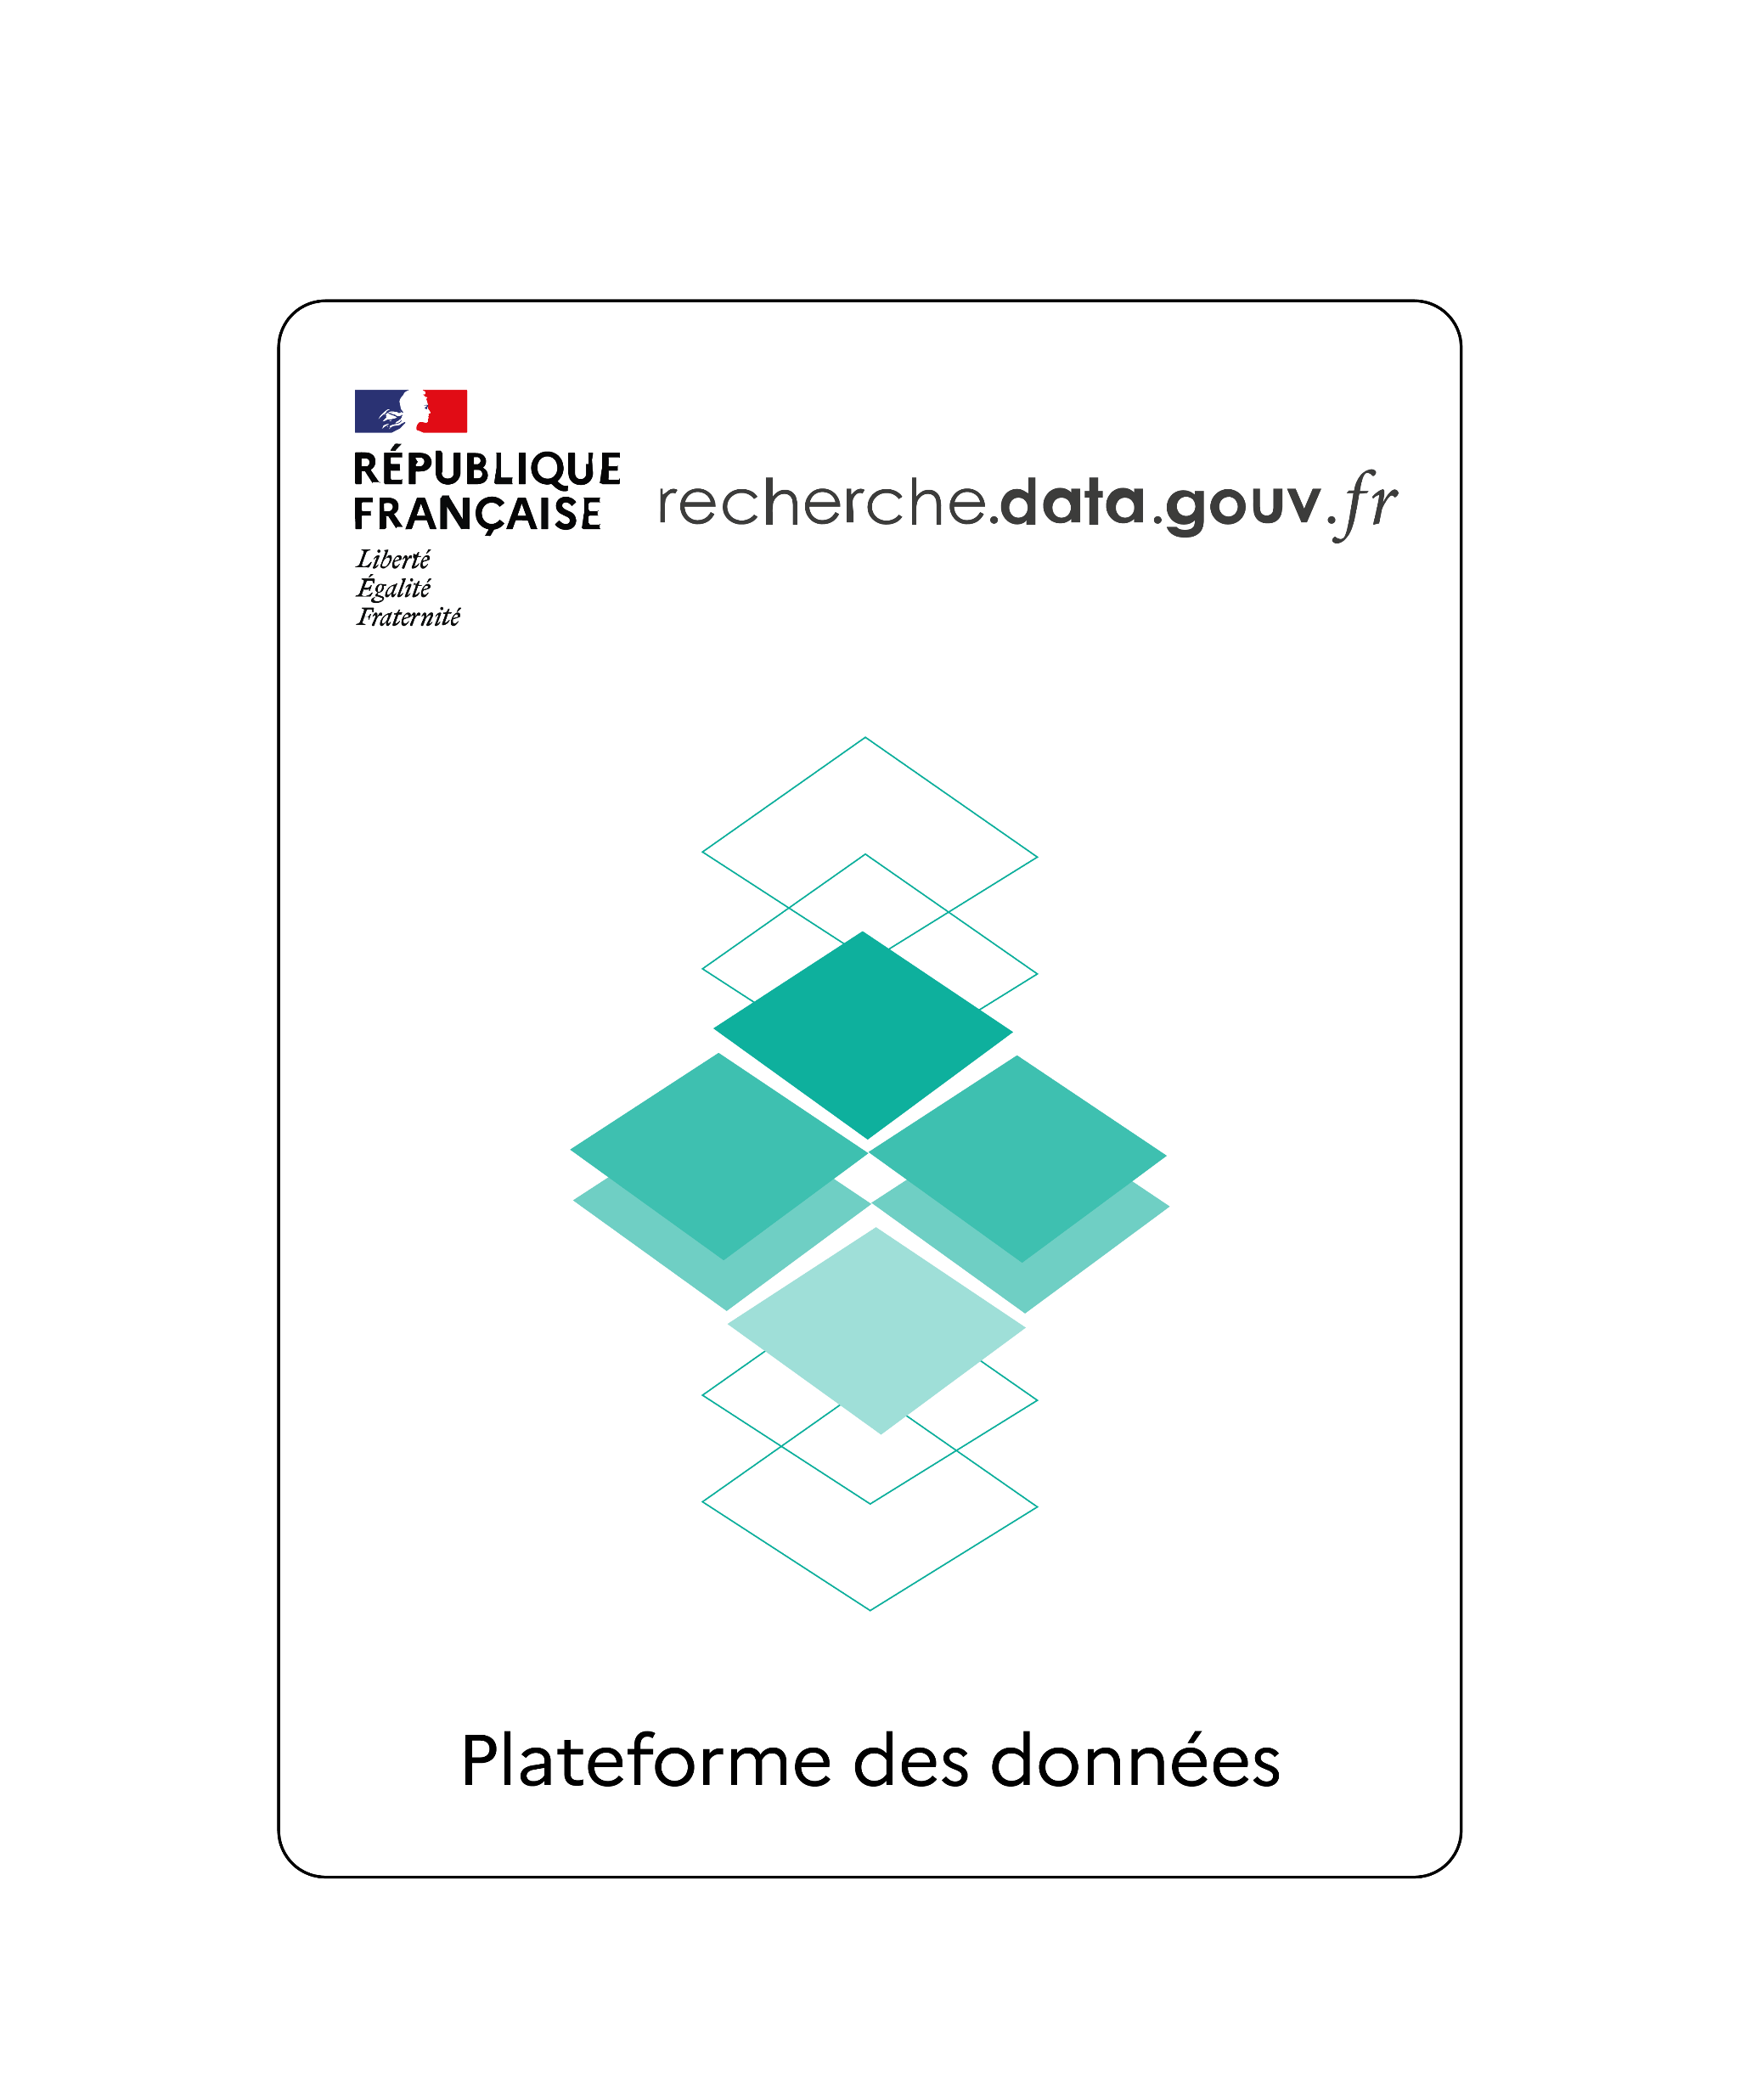 RÉPUBLIQUE
FRANÇAISE
Liberté
Égalité
Fraternité
recherche.data.gouv.fr
Plateforme des données